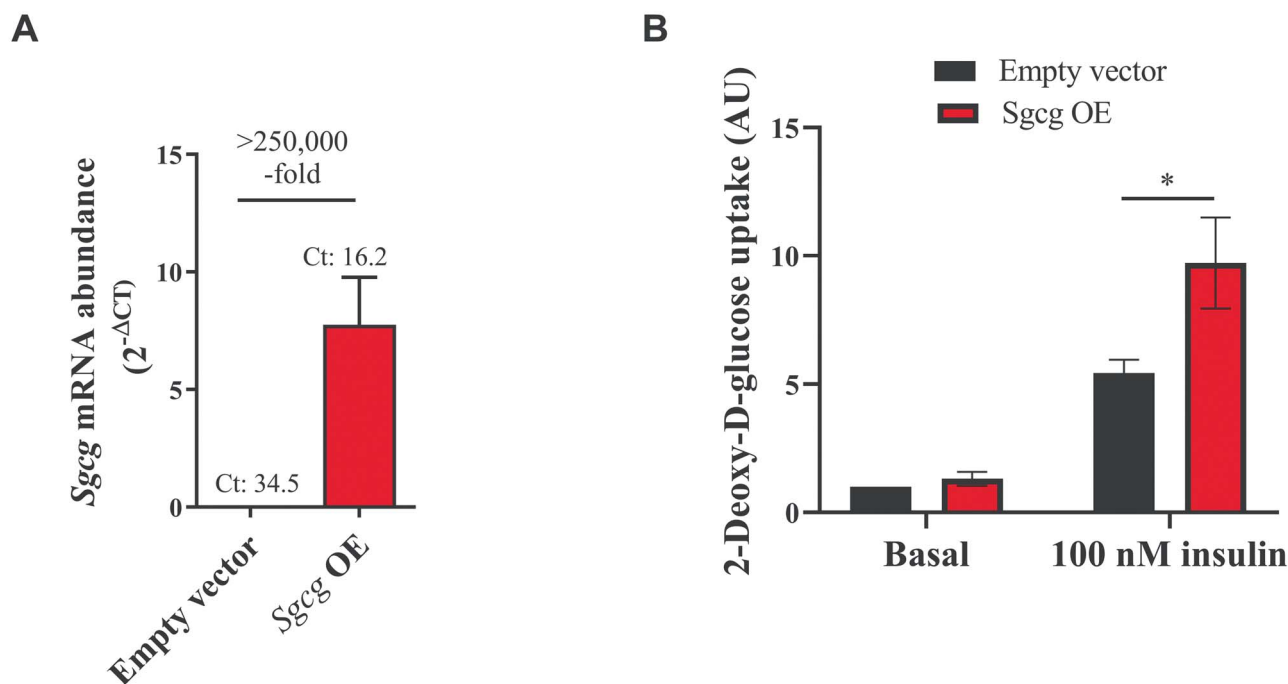 A
Sgcg mRNA abundance
(2-ΔCT)
15
10
5
0
>250,000
-fold
Ct: 16.2
Ct: 34.5
Empty vector
Sgcg OE
B
Empty vector
Sgcg OE
2-Deoxy-D-glucose uptake (AU)
15
10
5
0
*
Basal
100 nM insulin